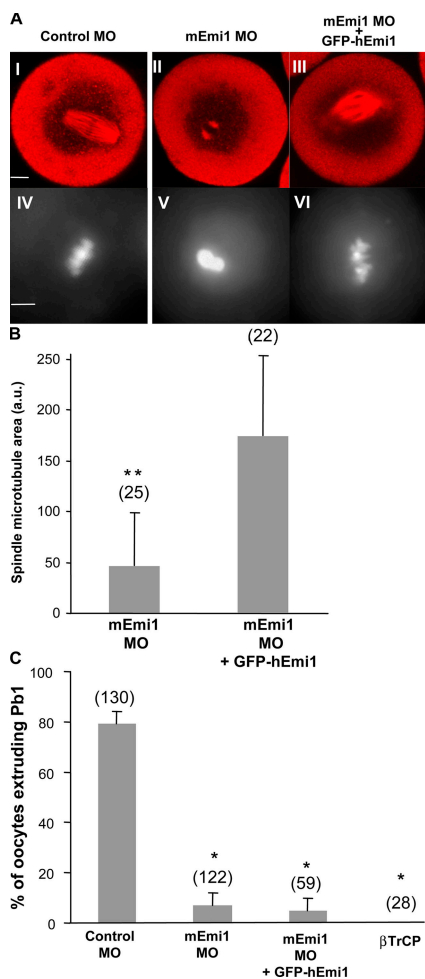 A
Control MO
mEmi1 MO
mEmi1 MO
+
GFP-hEmi1
I
II
III
IV
V
VI
B
Spindle microtubule area (a.u.)
250
200
150
100
50
0
**
(25)
(22)
mEmi1
MO
mEmi1
MO
+ GFP-hEmi1
C
% of oocytes extruding Pb1
100
80
60
40
20
0
(130)
*
(122)
*
(59)
*
(28)
Control
MO
mEmi1
MO
mEmi1
MO
+ GFP-hEmi1
βTrCP